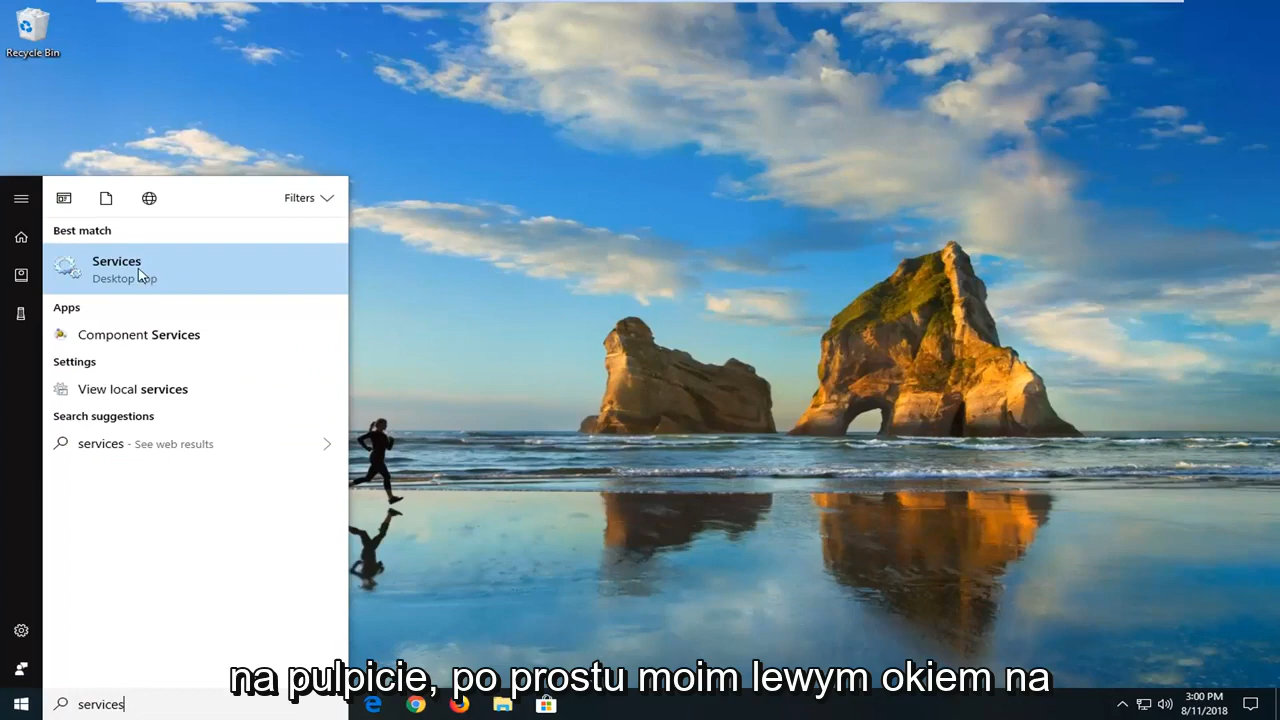 Recycle Bin
Filters
Best match
Services
Desktop app
Apps
Component Services
Settings
View local services
Search suggestions
services - See web results
na pulpicie, po prostu moim lewym okiem na
services
3:00 PM
8/11/2018